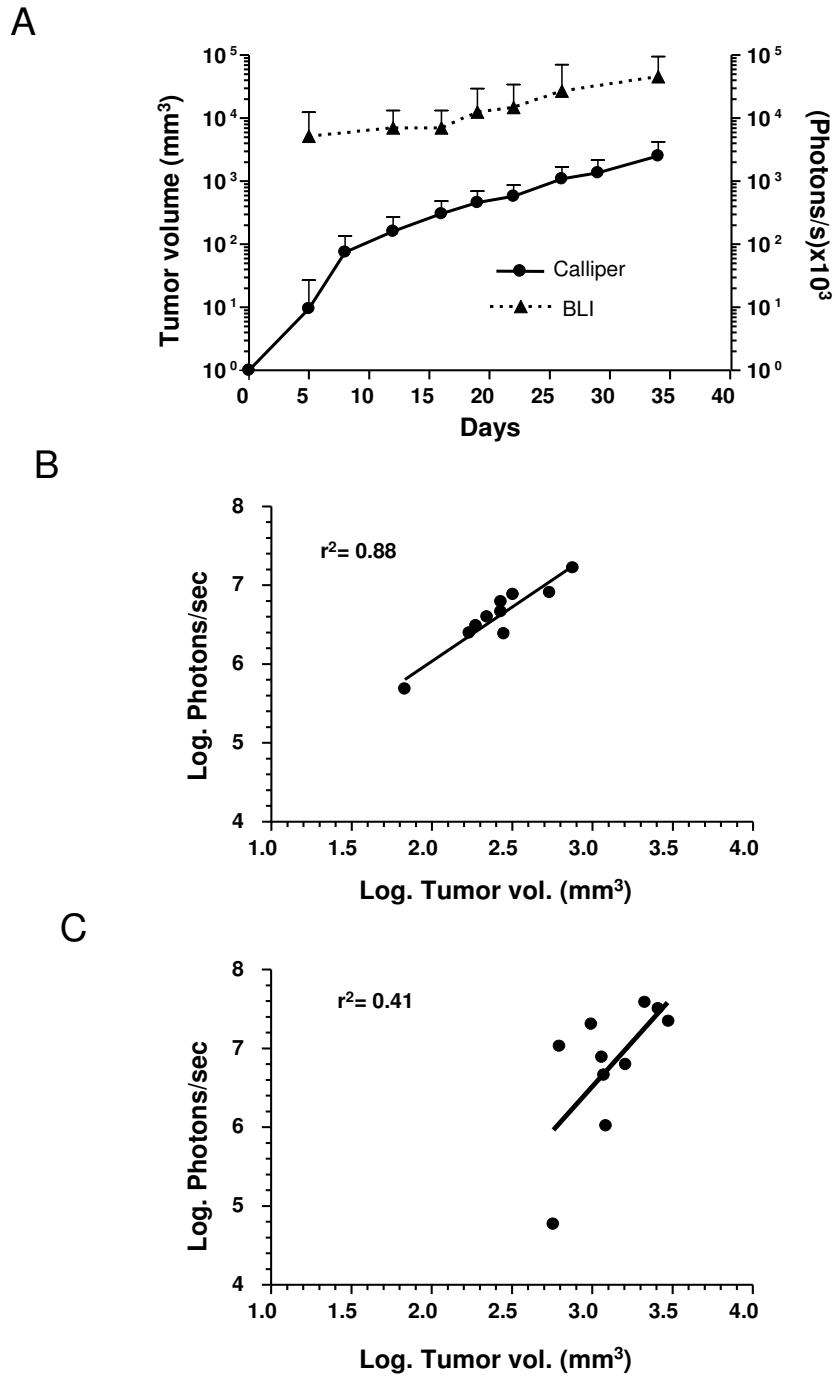 A
Tumor volume (mm³)
10⁵ 10⁵
10⁴ 10⁴
10³ 10³
10² 10²
10¹ 10¹
10⁰ 10⁰
(Photons/s)x10³
Calliper
BLI
0 5 10 15 20 25 30 35 40
Days
B
Log. Photons/sec
r²= 0.88
8
7
6
5
4
1.0 1.5 2.0 2.5 3.0 3.5 4.0
Log. Tumor vol. (mm³)
C
Log. Photons/sec
r²= 0.41
8
7
6
5
4
1.0 1.5 2.0 2.5 3.0 3.5 4.0
Log. Tumor vol. (mm³)